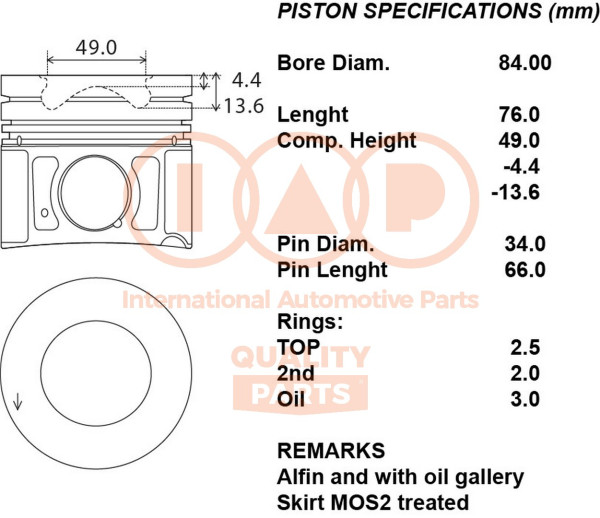 PISTON SPECIFICATIONS (mm)
49.0
4.4
13.6
Bore Diam. 84.00
Lenght 76.0
Comp. Height 49.0
-4.4
-13.6
Pin Diam. 34.0
Pin Lenght 66.0
IAP
International Automotive Parts
Rings:
TOP 2.5
2nd 2.0
Oil 3.0
QUALITY
PARTS
REMARKS
Alfin and with oil gallery
Skirt MOS2 treated